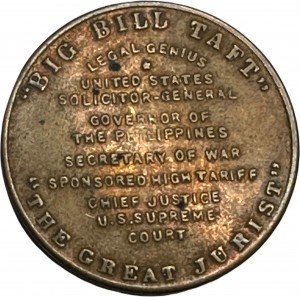 "BIG BILL TAFT"
LEGAL GENIUS
UNITED STATES
SOLICITOR-GENERAL
GOVERNOR OF
THE PHILIPPINES
SECRETARY OF WAR
SPONSORED HIGH TARIFF
CHIEF JUSTICE
U.S. SUPREME
COURT
"THE GREAT JURIST"